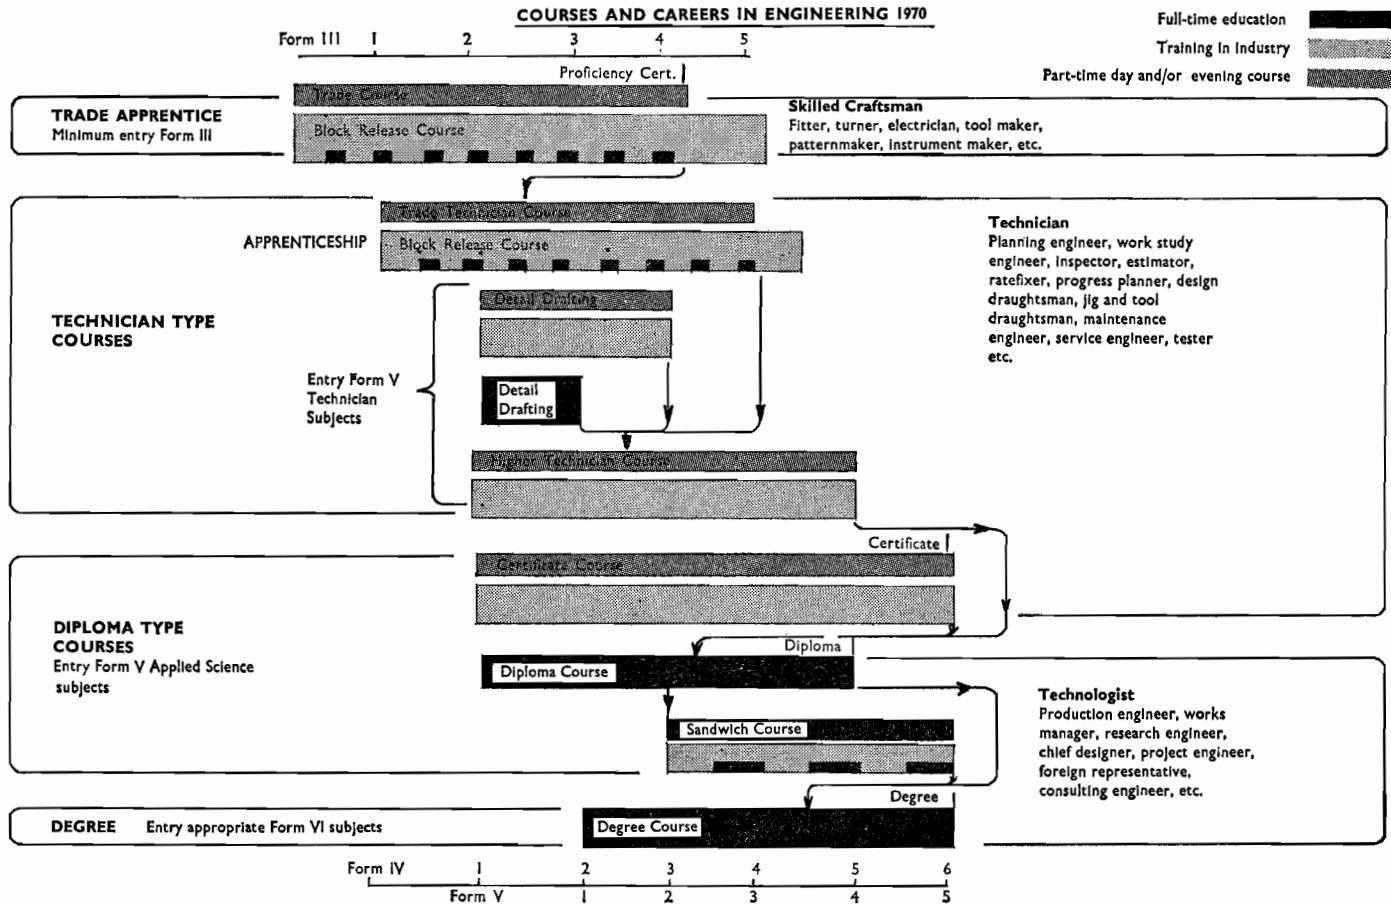 COURSES AND CAREERS IN ENGINEERING 1970
Full-time education
Training in industry
Part-time day and/or evening course
Form III 1 2 3 4 5
Proficiency Cert.
Trade Course
TRADE APPRENTICE
Minimum entry Form III
Block Release Course
Skilled Craftsman
Fitter, turner, electrician, tool maker,
patternmaker, instrument maker, etc.
Trade Technician Course
APPRENTICESHIP
Block Release Course
Technician
Planning engineer, work study
engineer, inspector, estimator,
ratefixer, progress planner, design
draughtsman, jig and tool
draughtsman, maintenance
engineer, service engineer, tester
etc.
Detail Drafting
TECHNICIAN TYPE
COURSES
Entry Form V
Technician
Subjects
Detail
Drafting
Higher Technician Course
Certificate
Certificate Course
DIPLOMA TYPE
COURSES
Entry Form V Applied Science
subjects
Diploma
Diploma Course
Technologist
Production engineer, works
manager, research engineer,
chief designer, project engineer,
foreign representative,
consulting engineer, etc.
Sandwich Course
Degree
DEGREE Entry appropriate Form VI subjects
Degree Course
Form IV 1 2 3 4 5 6
Form V 1 2 3 4 5